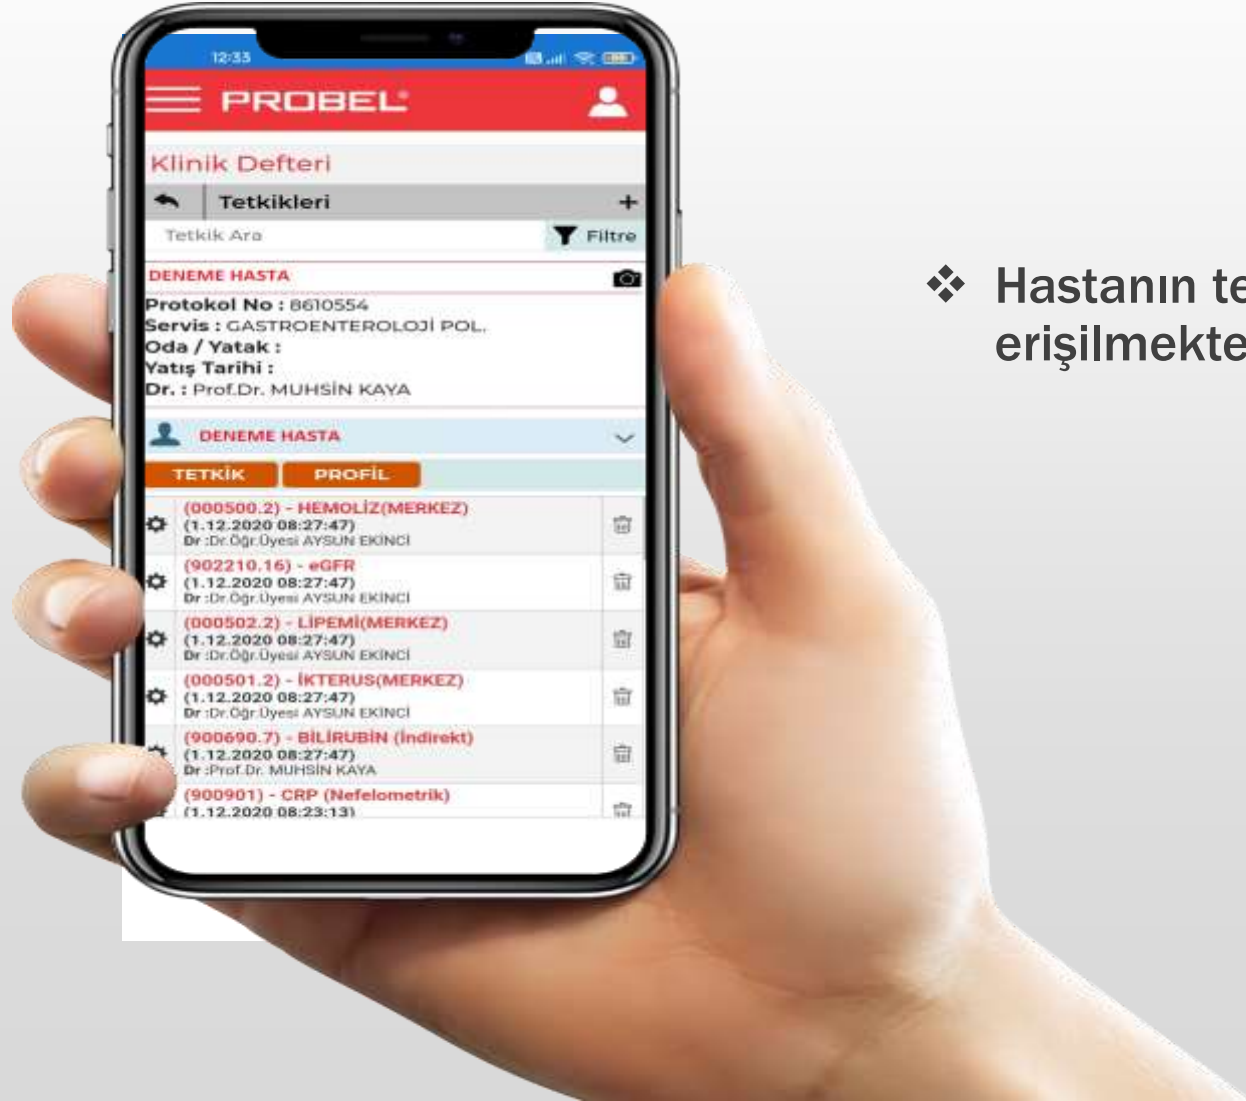 12:33
PROBEL
Klinik Defteri
Tetkikleri
Tetkik Ara
Filtre
DENEME HASTA
Protokol No : 8610554
Servis : GASTROENTEROLOJİ POL.
Oda / Yatak :
Yatış Tarihi :
Dr. : Prof.Dr. MUHSİN KAYA
DENEME HASTA
TETKİK PROFİL
(000500.2) - HEMOLİZ(MERKEZ)
(1.12.2020 08:27:47)
Dr :Dr.Öğr.Üyesi AYSUN EKİNCİ
(902210.16) - eGFR
(1.12.2020 08:27:47)
Dr :Dr.Öğr.Üyesi AYSUN EKİNCİ
(000502.2) - LİPEMİ(MERKEZ)
(1.12.2020 08:27:47)
Dr :Dr.Öğr.Üyesi AYSUN EKİNCİ
(000501.2) - İKTERUS(MERKEZ)
(1.12.2020 08:27:47)
Dr :Dr.Öğr.Üyesi AYSUN EKİNCİ
(900690.7) - BİLİRUBİN (İndirekt)
(1.12.2020 08:27:47)
Dr :Prof.Dr. MUHSİN KAYA
(900901) - CRP (Nefelometrik)
(1.12.2020 08:23:13)
❖ Hastanın te
erişilmekte